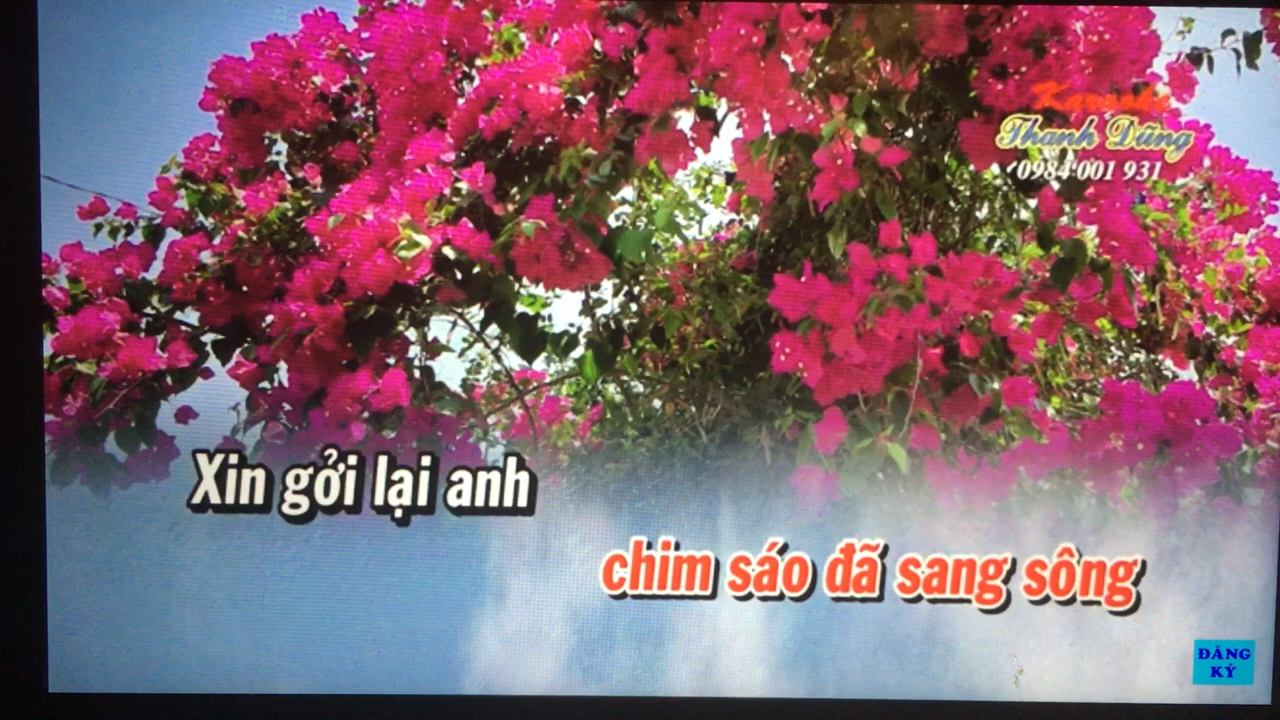 Karaoke
Thanh Dũng
0984 001 931
Xin gởi lại anh
chim sáo đã sang sông
ĐĂNG
KÝ